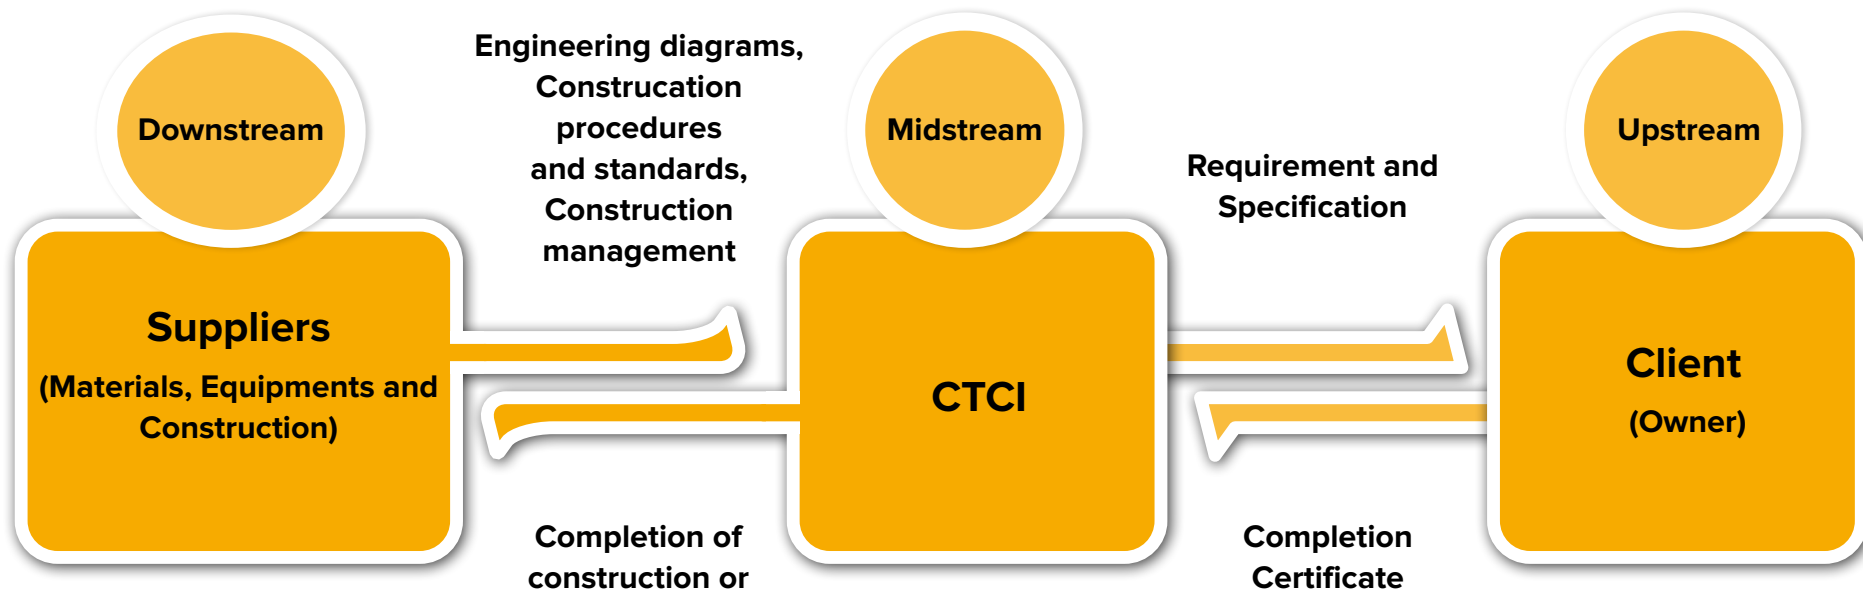 Downstream
Suppliers
(Materials, Equipments and
Construction)
Engineering diagrams,
Construcation
procedures
and standards,
Construction
management
Completion of
construction or
Midstream
CTCI
Requirement and
Specification
Completion
Certificate
Upstream
Client
(Owner)